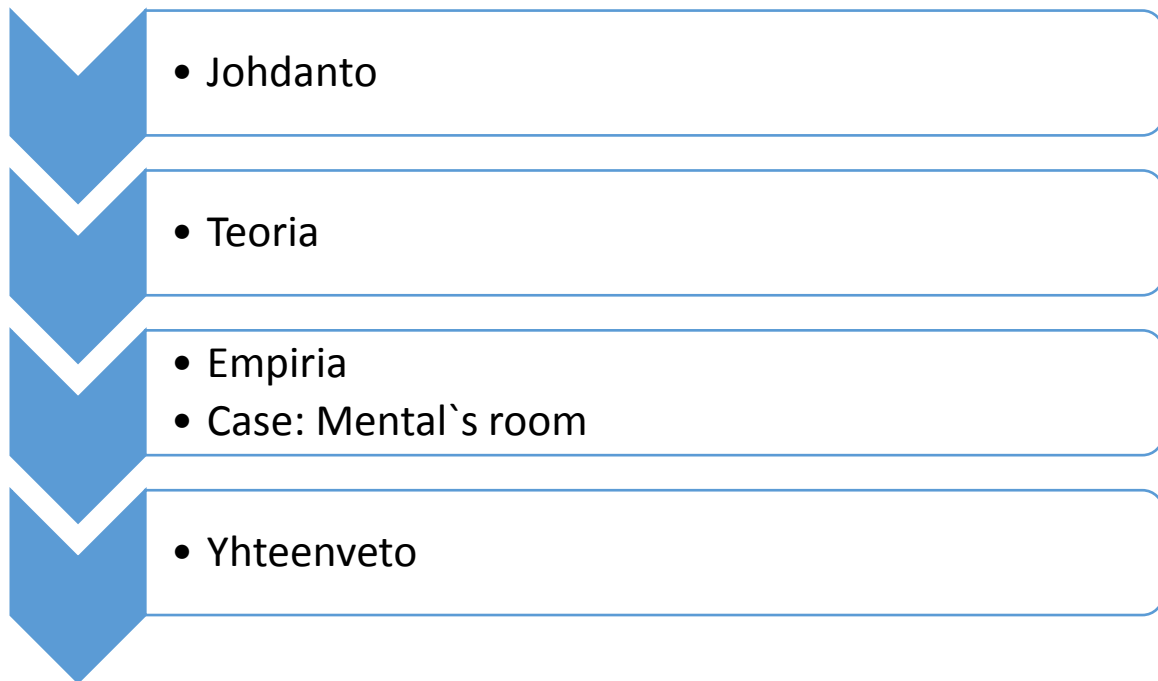 • Johdanto
• Teoria
• Empiria
• Case: Mental`s room
• Yhteenveto